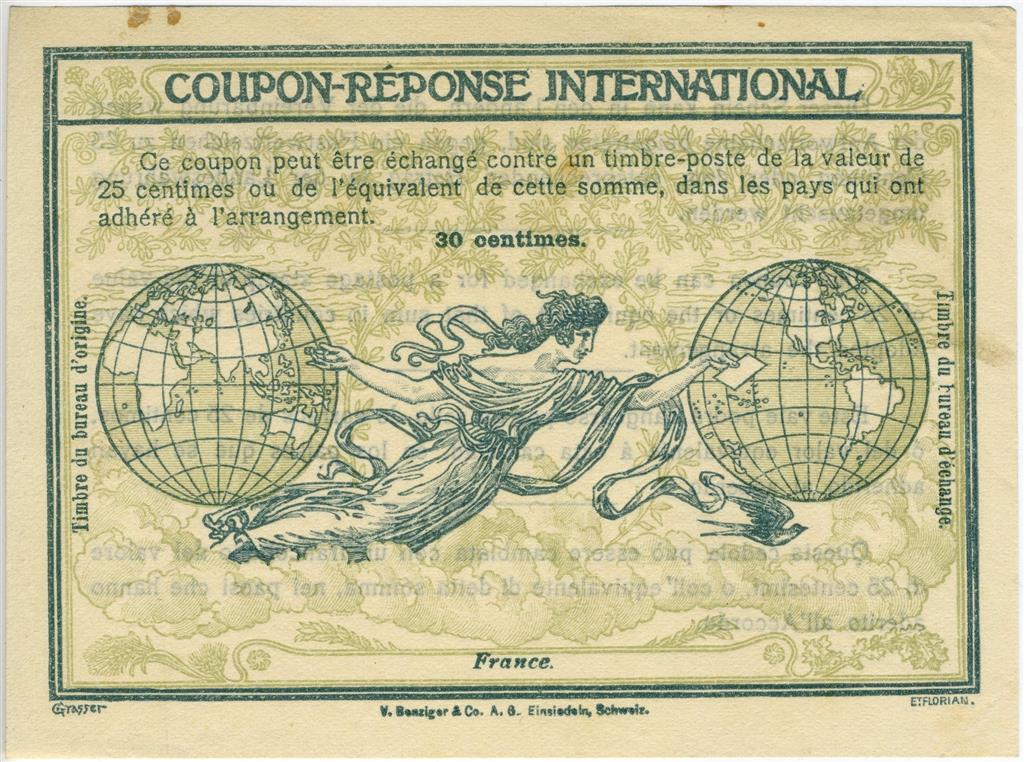 COUPON-RÉPONSE INTERNATIONAL
Ce coupon peut être échangé contre un timbre-poste de la valeur de
25 centimes ou de l'équivalent de cette somme, dans les pays qui ont
adhéré à l'arrangement.
30 centimes.
Timbre du bureau d'origine.
Timbre du bureau d'échange.
France.
Grasset
V. Benziger & Co. A. G. Einsiedeln, Schweiz.
E. FLORIAN.